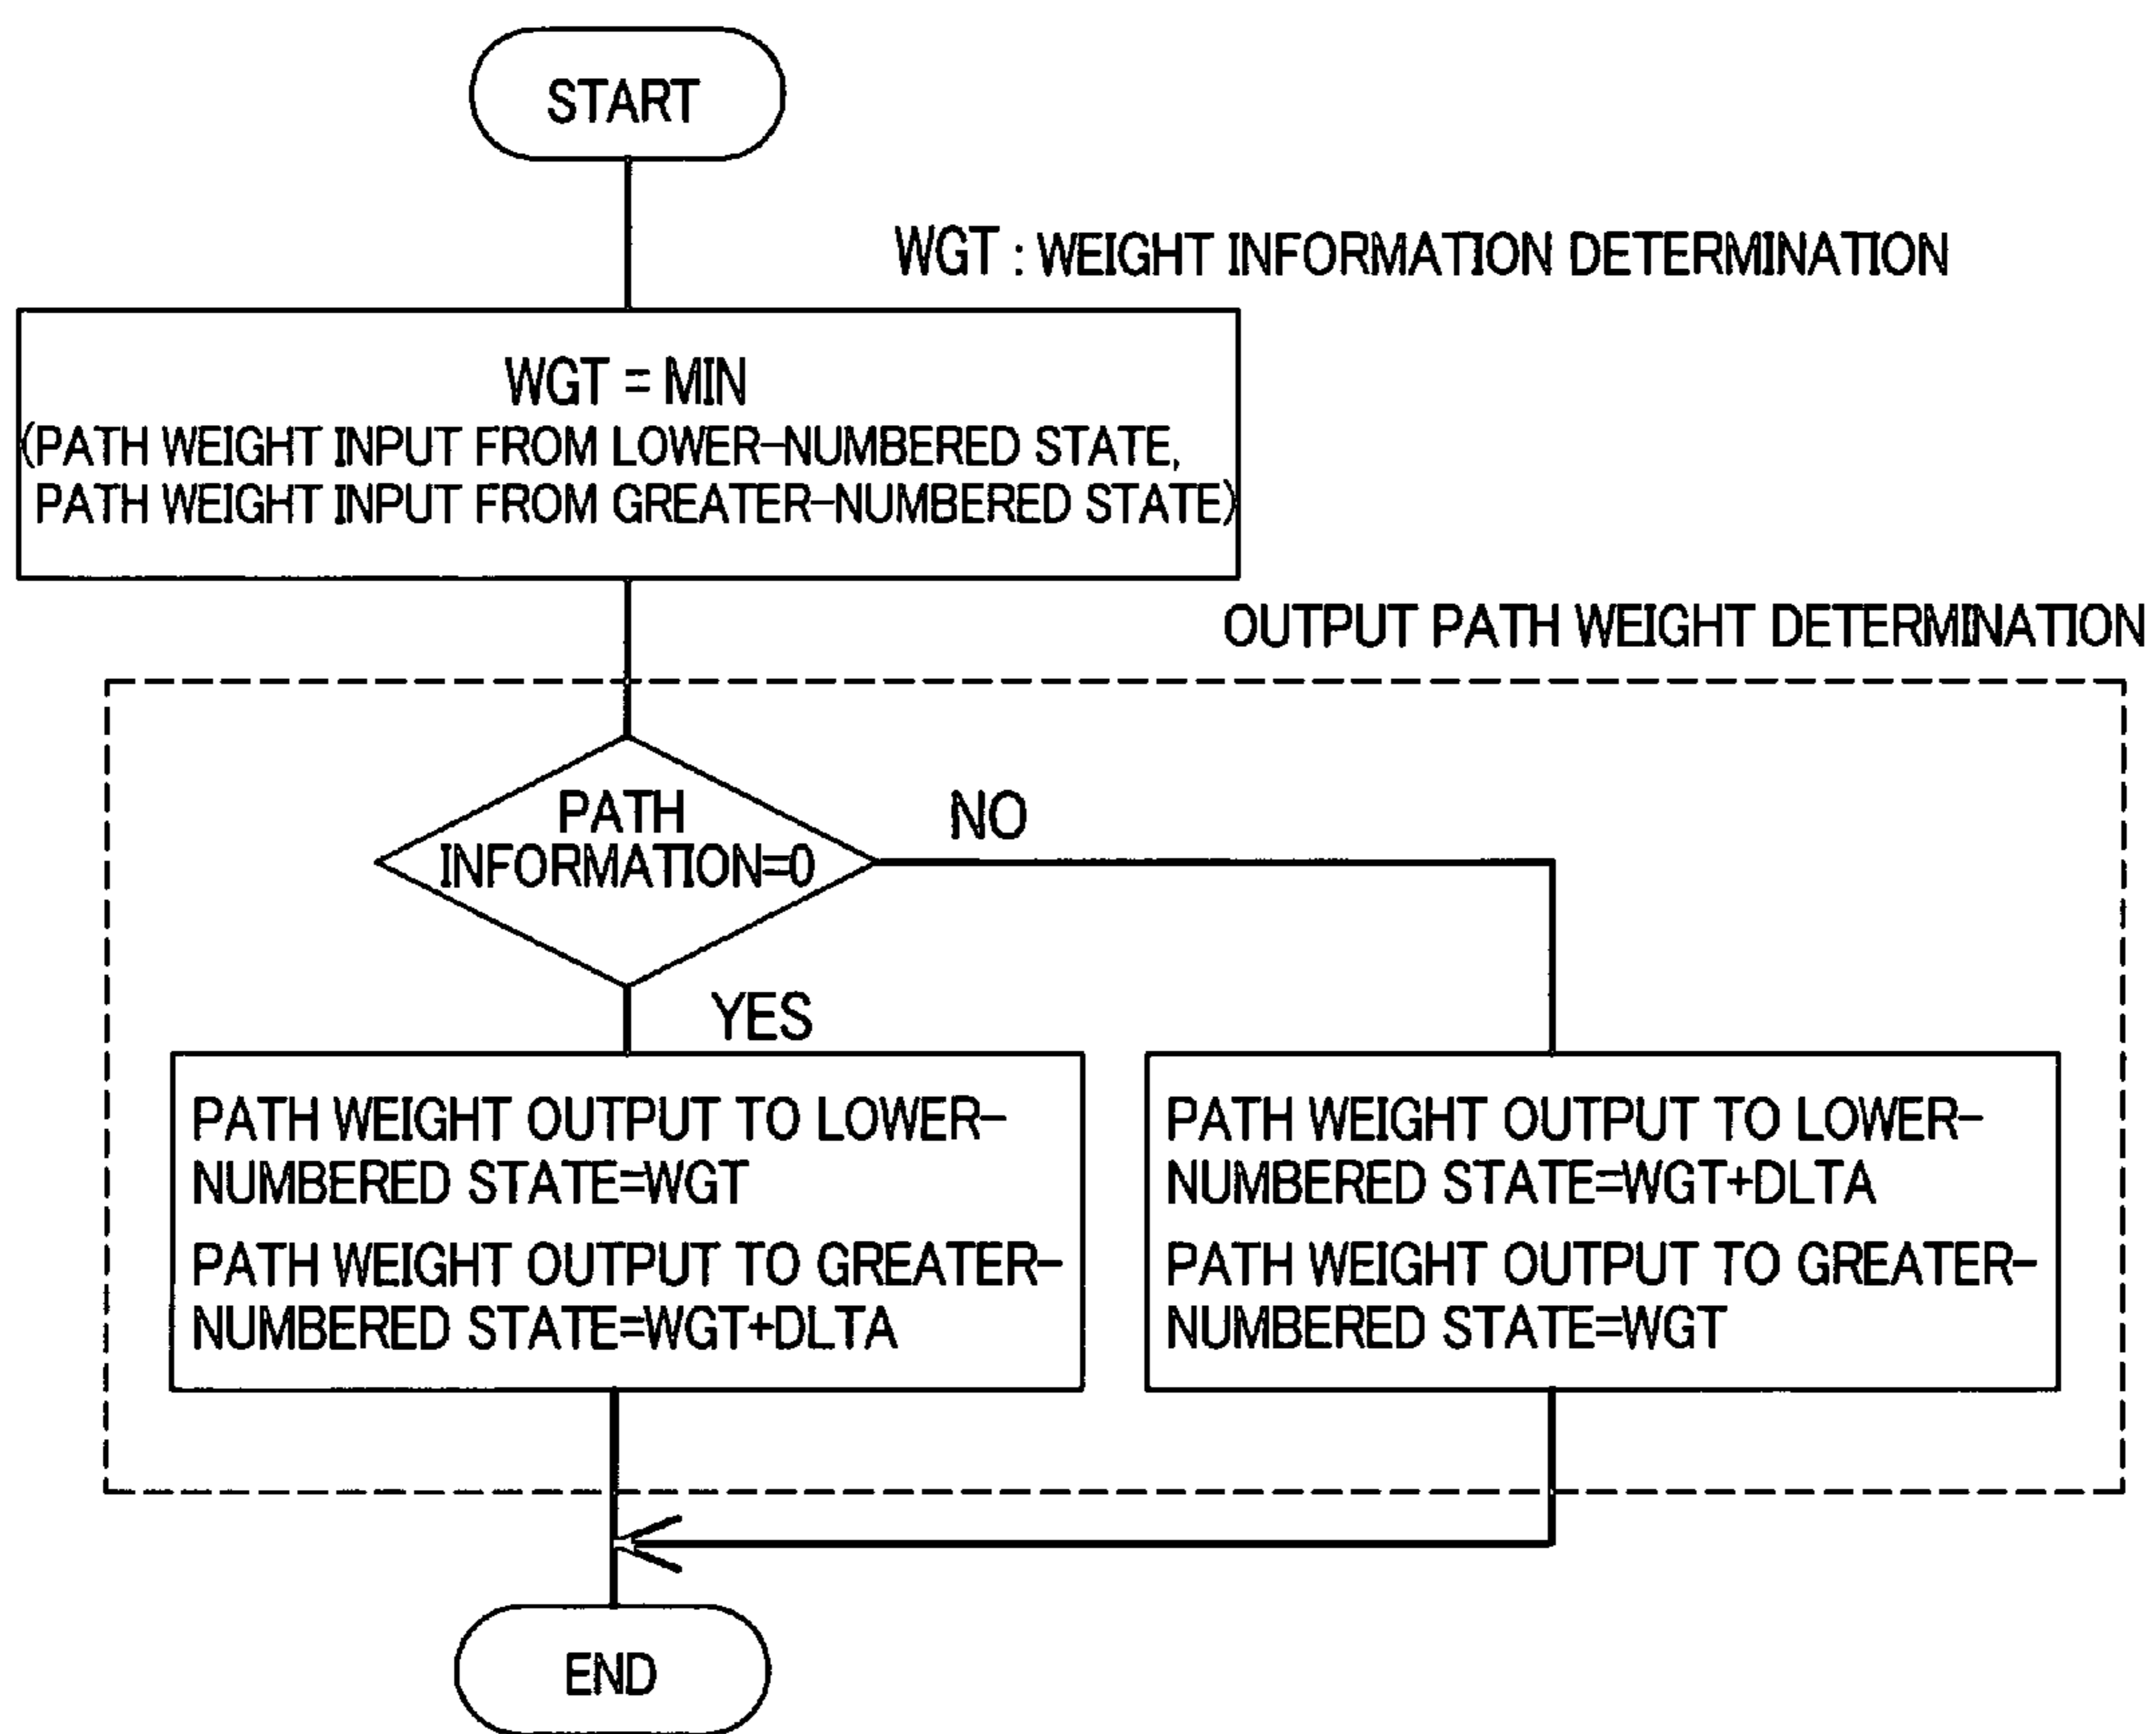 START
WGT : WEIGHT INFORMATION DETERMINATION
WGT = MIN
(PATH WEIGHT INPUT FROM LOWER-NUMBERED STATE,
PATH WEIGHT INPUT FROM GREATER-NUMBERED STATE)
OUTPUT PATH WEIGHT DETERMINATION
PATH
INFORMATION=0
NO
YES
PATH WEIGHT OUTPUT TO LOWER-
NUMBERED STATE=WGT
PATH WEIGHT OUTPUT TO GREATER-
NUMBERED STATE=WGT+DLTA
PATH WEIGHT OUTPUT TO LOWER-
NUMBERED STATE=WGT+DLTA
PATH WEIGHT OUTPUT TO GREATER-
NUMBERED STATE=WGT
END